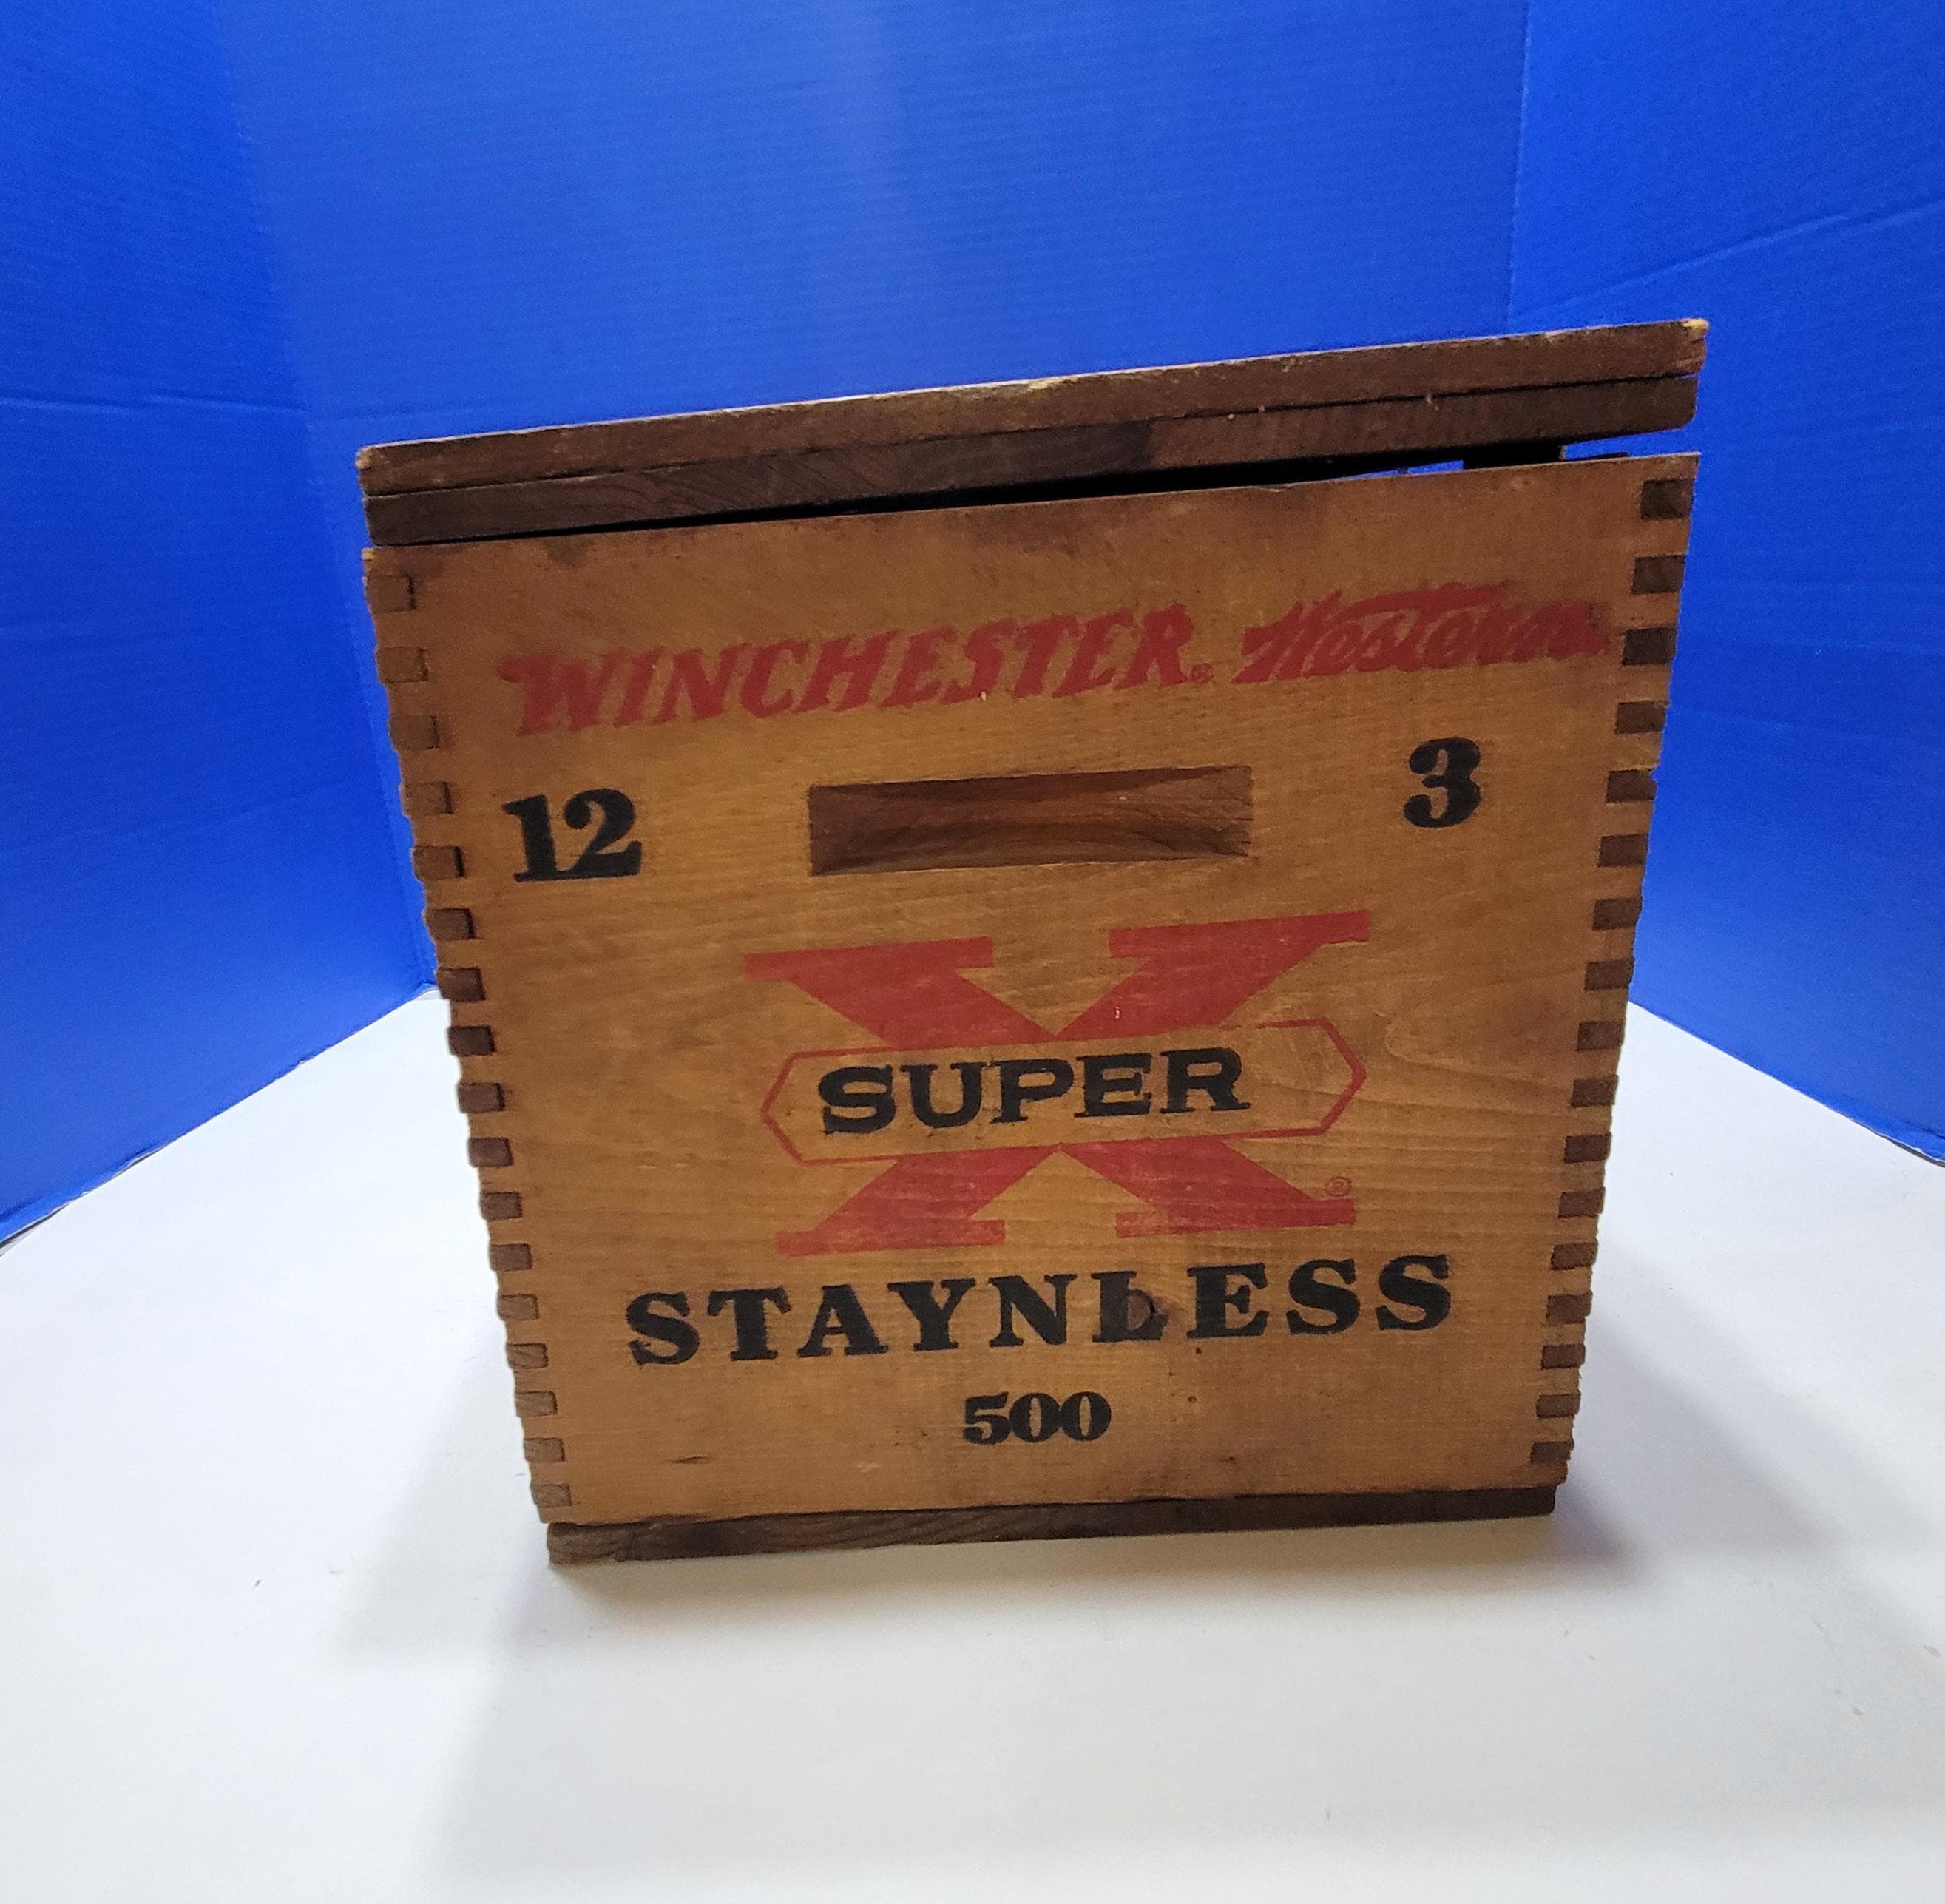 WINCHESTER® Western
12 3
X
SUPER
®
STAYNLESS
500